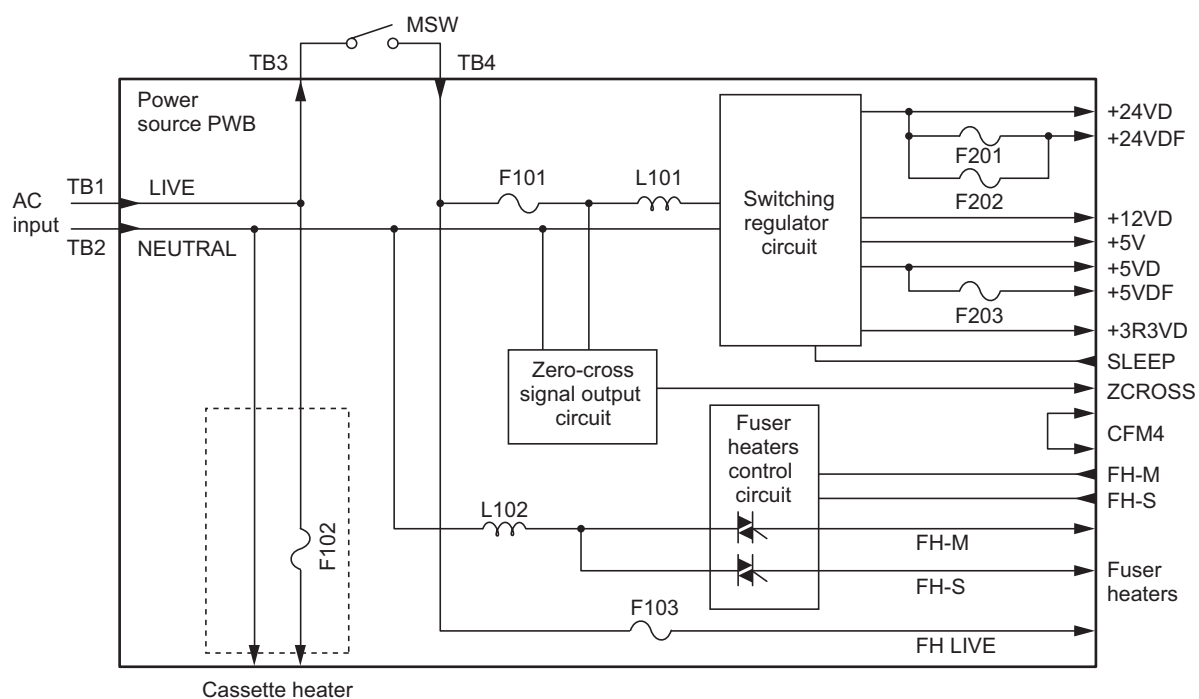 MSW
TB3
TB4
Power
source PWB
+24VD
+24VDF
F201
F202
TB1
LIVE
AC
input
TB2
NEUTRAL
F101
L101
Switching
regulator
circuit
+12VD
+5V
+5VD
+5VDF
F203
+3R3VD
SLEEP
ZCROSS
Zero-cross
signal output
circuit
CFM4
Fuser
heaters
control
circuit
FH-M
FH-S
L102
F102
FH-M
FH-S
Fuser
heaters
F103
FH LIVE
Cassette heater